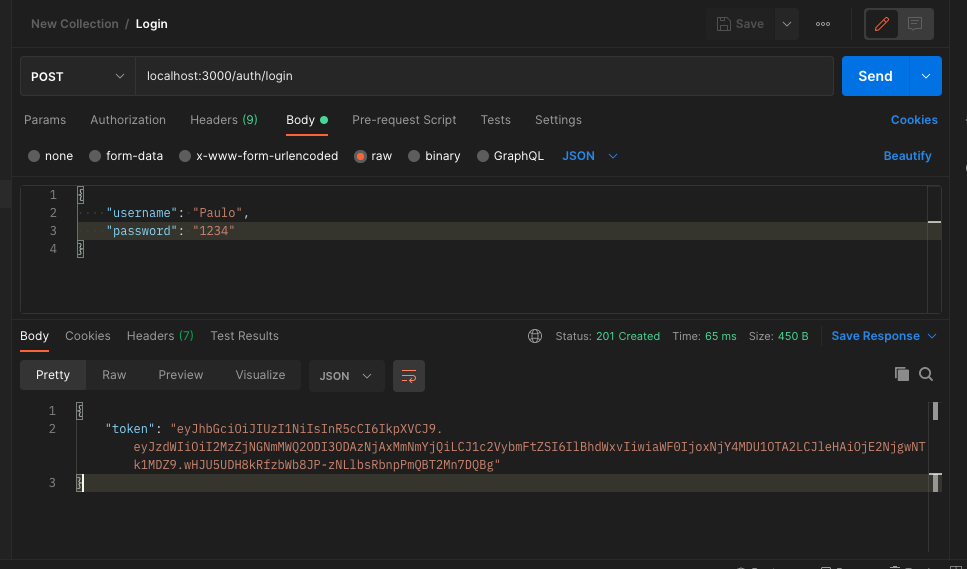 New Collection / Login
Save
POST
localhost:3000/auth/login
Send
Params Authorization Headers (9) Body Pre-request Script Tests Settings Cookies
none form-data x-www-form-urlencoded raw binary GraphQL JSON Beautify
1 {
2 "username": "Paulo",
3 "password": "1234"
4 }
Body Cookies Headers (7) Test Results Status: 201 Created Time: 65 ms Size: 450 B Save Response
Pretty Raw Preview Visualize JSON
1 {
2 "token": "eyJhbGciOiJIUzI1NiIsInR5cCI6IkpXVCJ9.
eyJzdWIiOiI2MzZjNGNmMWQ2ODI3ODAzNjAxMmNmYjQiLCJ1c2VybmFtZSI6IlBhdWxvIiwiaWF0IjoxNjY4MDU1OTA2LCJleHAiOjE2NjgwNT
k1MDZ9.wHJU5UDH8kRfzbWb8JP-zNLlbsRbnpPmQBT2Mn7DQBg"
3 }